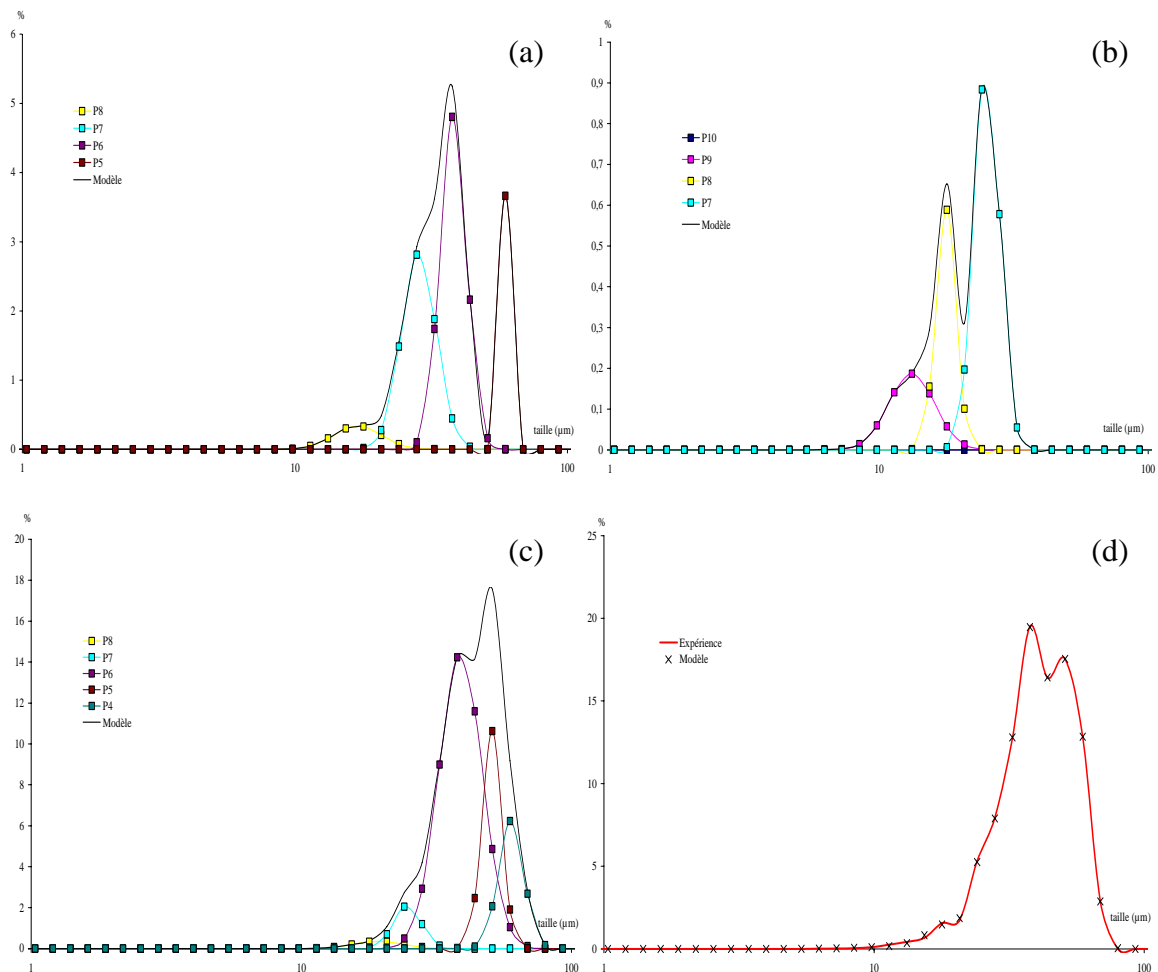 %
(a)
6
5
4
3
2
1
0
P8
P7
P6
P5
Modèle
taille (µm)
1
10
100
%
(b)
1
0,9
0,8
0,7
0,6
0,5
0,4
0,3
0,2
0,1
0
P10
P9
P8
P7
Modèle
taille (µm)
1
10
100
%
(c)
20
18
16
14
12
10
8
6
4
2
0
P8
P7
P6
P5
P4
Modèle
taille (µm)
1
10
100
%
(d)
25
20
15
10
5
0
Expérience
Modèle
taille (µm)
1
10
100